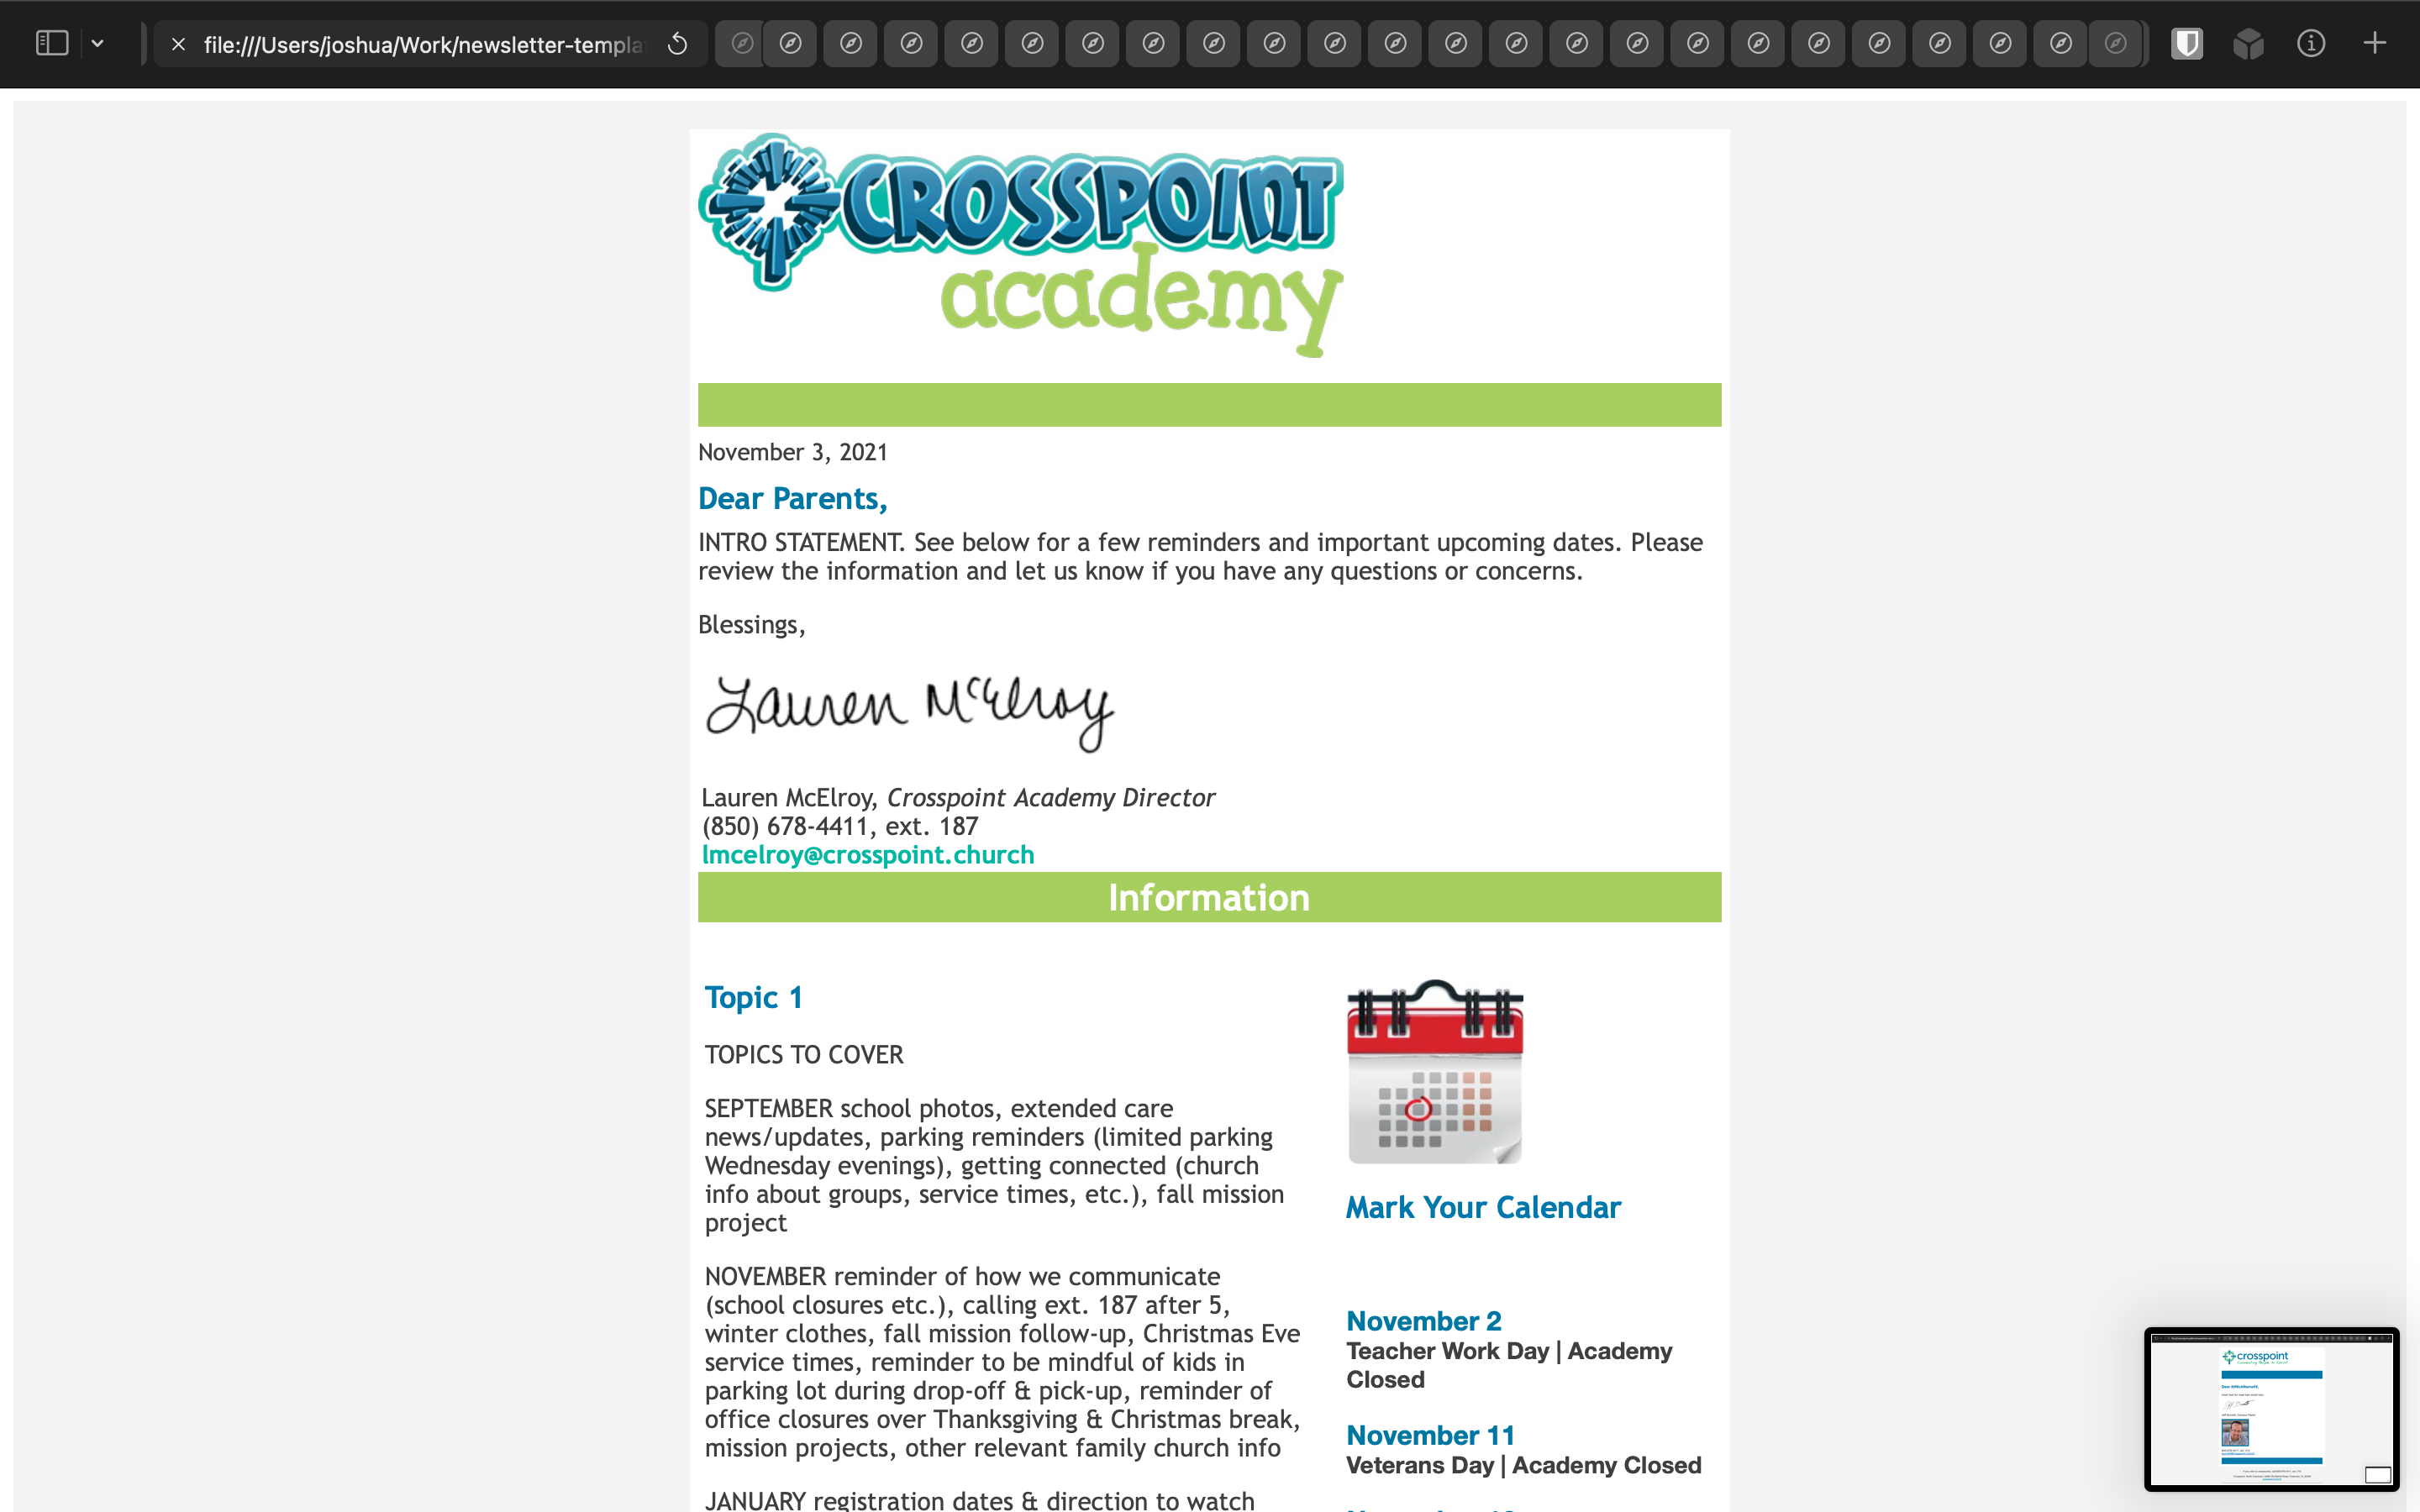 file:///Users/joshua/Work/newsletter-templa
CROSSPOINT
academy
November 3, 2021
Dear Parents,
INTRO STATEMENT. See below for a few reminders and important upcoming dates. Please
review the information and let us know if you have any questions or concerns.
Blessings,
Lauren McElroy
Lauren McElroy, Crosspoint Academy Director
(850) 678-4411, ext. 187
lmcelroy@crosspoint.church
Information
Topic 1
TOPICS TO COVER
SEPTEMBER school photos, extended care
news/updates, parking reminders (limited parking
Wednesday evenings), getting connected (church
info about groups, service times, etc.), fall mission
project
NOVEMBER reminder of how we communicate
(school closures etc.), calling ext. 187 after 5,
winter clothes, fall mission follow-up, Christmas Eve
service times, reminder to be mindful of kids in
parking lot during drop-off & pick-up, reminder of
office closures over Thanksgiving & Christmas break,
mission projects, other relevant family church info
JANUARY registration dates & direction to watch
Mark Your Calendar
November 2
Teacher Work Day | Academy
Closed
November 11
Veterans Day | Academy Closed
crosspoint